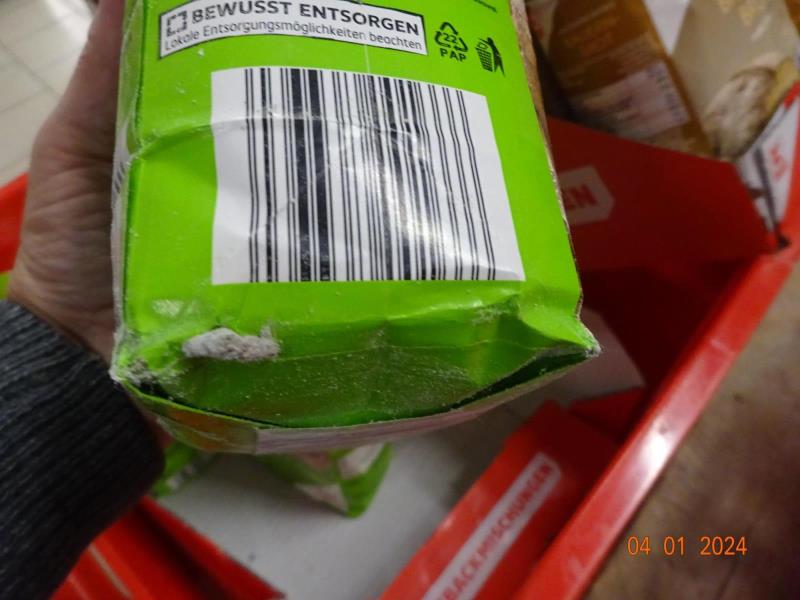 BEWUSST ENTSORGEN
Lokale Entsorgungsmöglichkeiten beachten
22
PAP
BACKMISCHUNGEN
04 01 2024